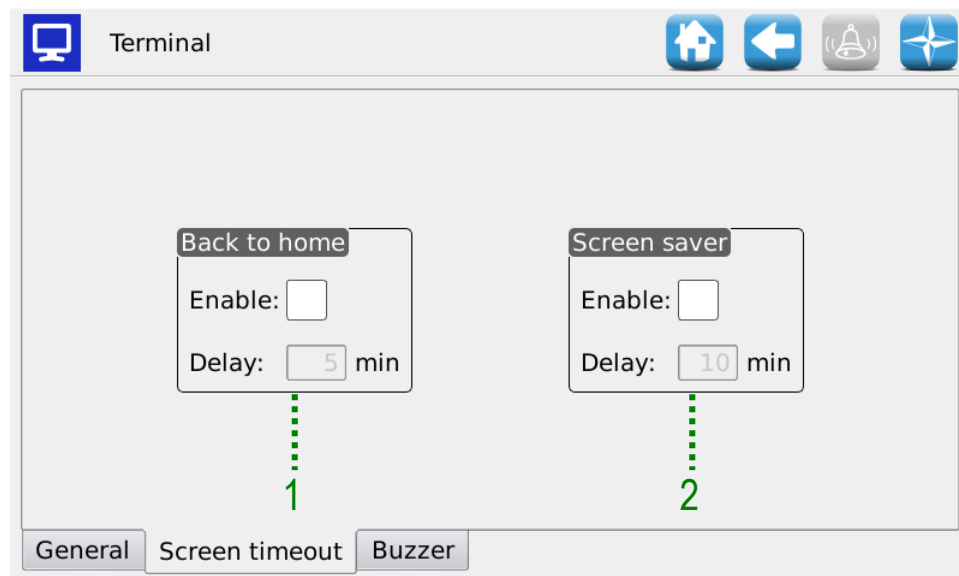 Terminal
Back to home
Enable:
Delay: 5 min
1
Screen saver
Enable:
Delay: 10 min
2
General Screen timeout Buzzer